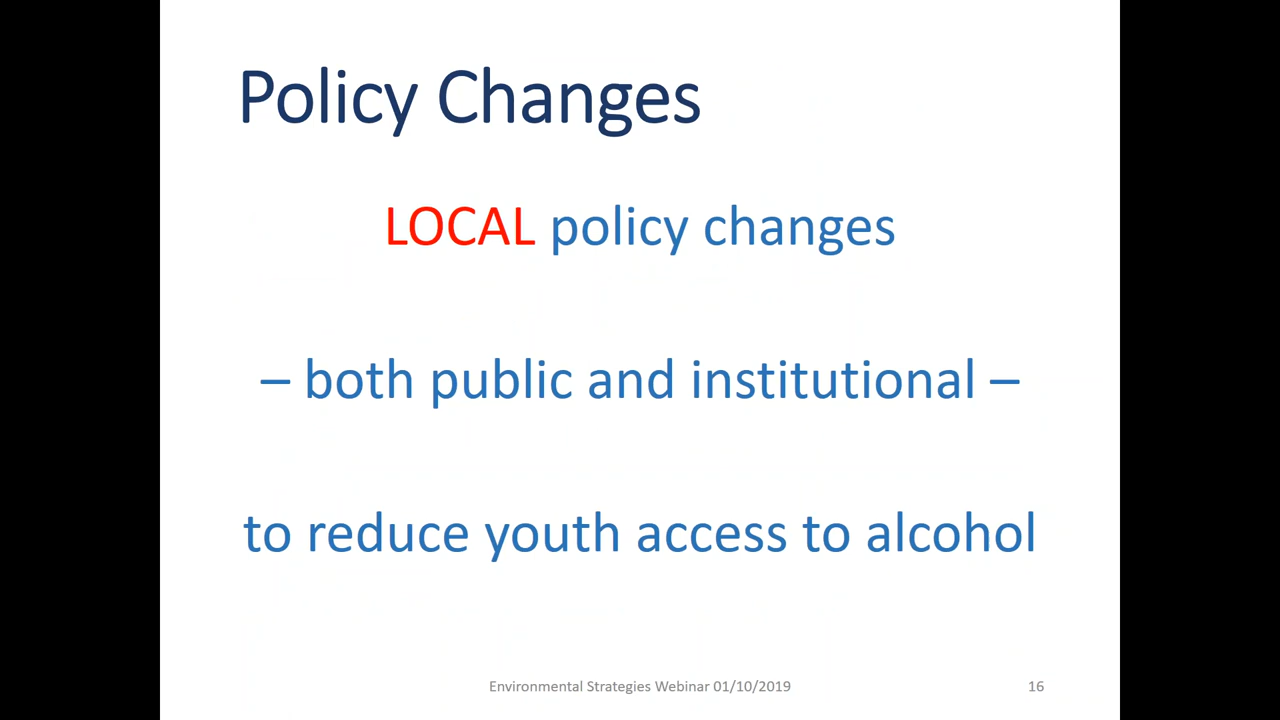 Policy Changes
LOCAL policy changes
– both public and institutional –
to reduce youth access to alcohol
Environmental Strategies Webinar 01/10/2019
16